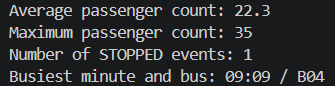 Average passenger count: 22.3
Maximum passenger count: 35
Number of STOPPED events: 1
Busiest minute and bus: 09:09 / B04